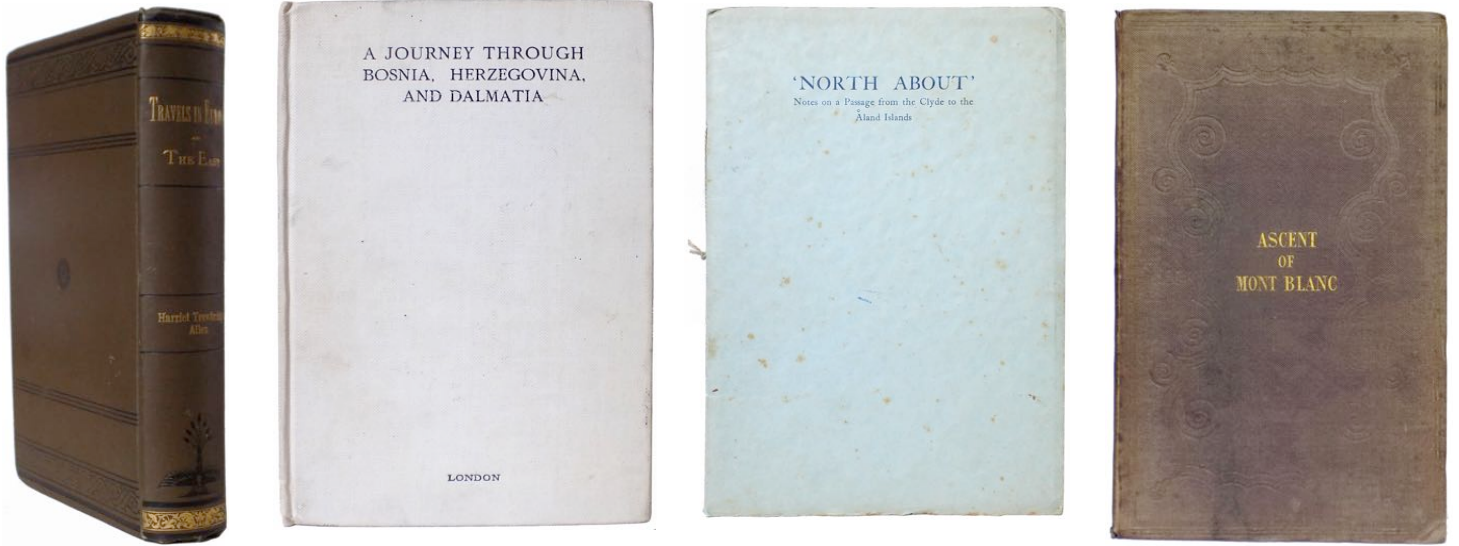 TRAVELS IN
THE
Harriet
Allen
A JOURNEY THROUGH
BOSNIA, HERZEGOVINA,
AND DALMATIA
LONDON
'NORTH ABOUT'
Notes on a Passage from the Clyde to the
Åland Islands
ASCENT
OF
MONT BLANC